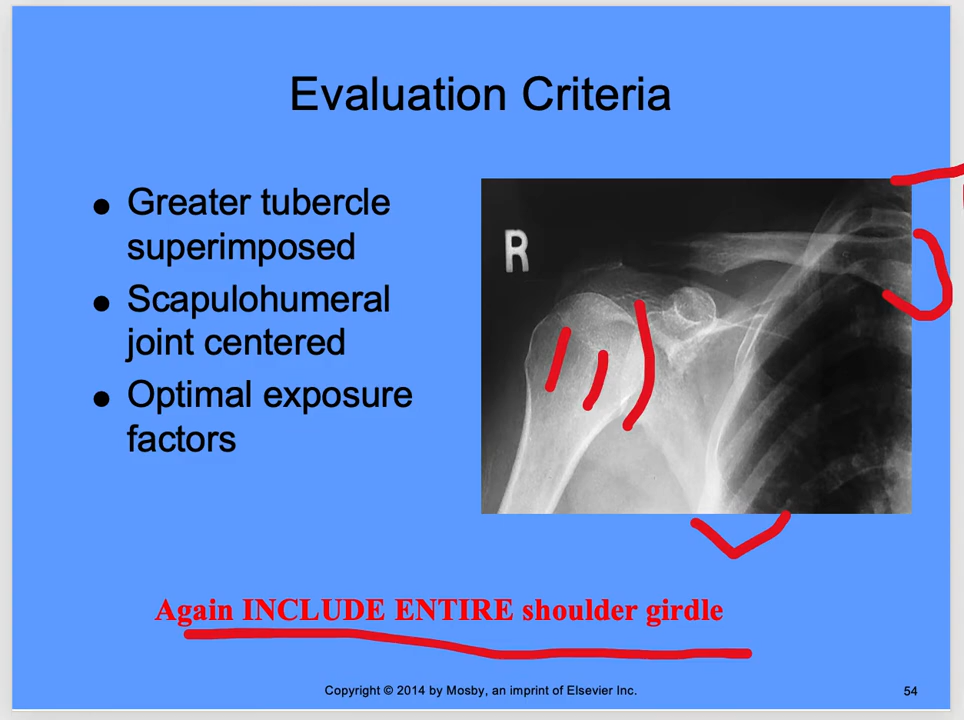 Evaluation Criteria
● Greater tubercle
superimposed
● Scapulohumeral
joint centered
● Optimal exposure
factors
R
Again INCLUDE ENTIRE shoulder girdle
Copyright © 2014 by Mosby, an imprint of Elsevier Inc.
54